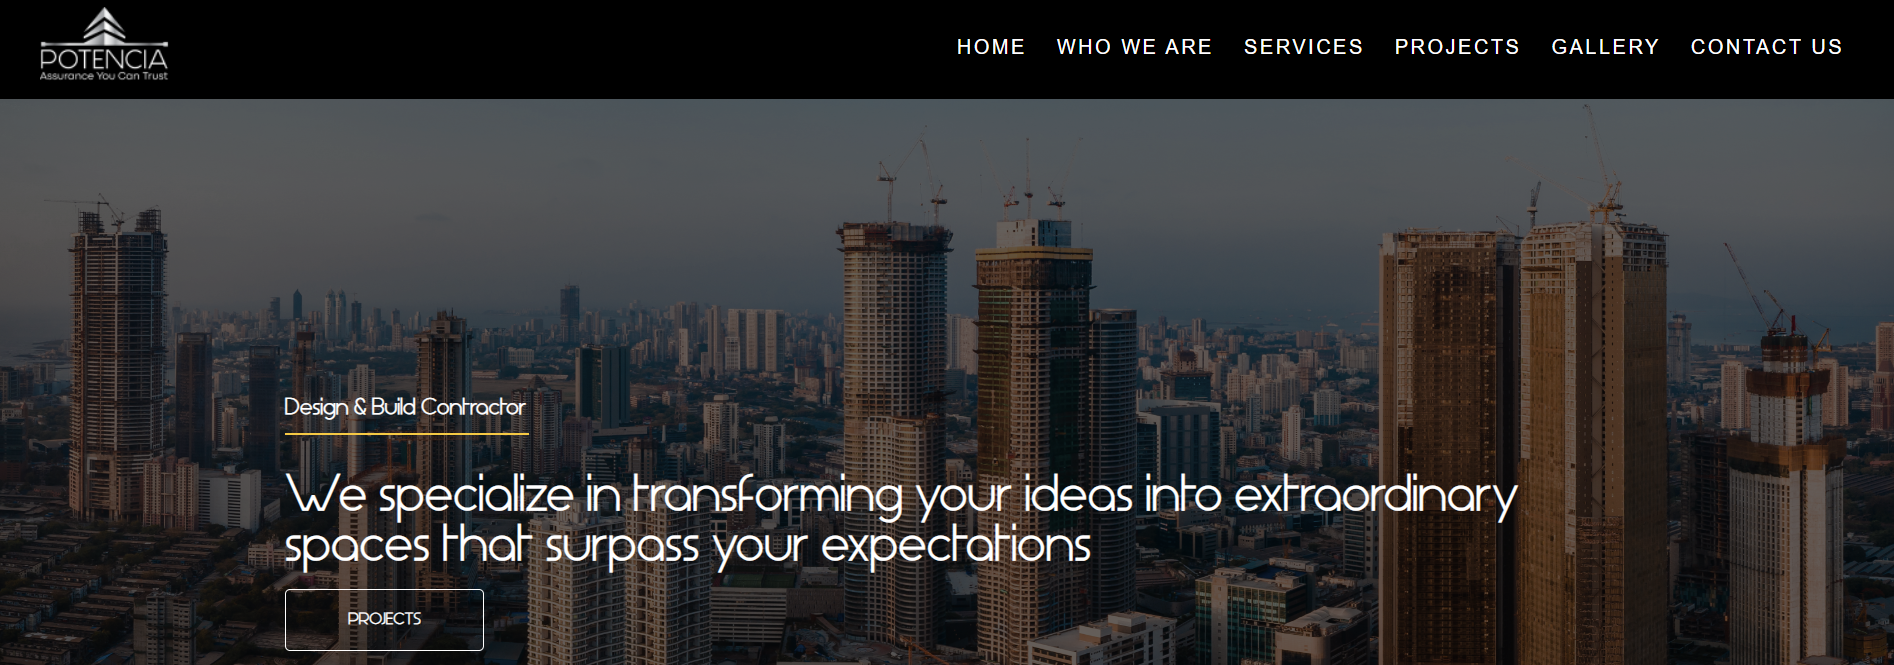 POTENCIA
Assurance You Can Trust
HOME WHO WE ARE SERVICES PROJECTS GALLERY CONTACT US
Design & Build Contractor
We specialize in transforming your ideas into extraordinary
spaces that surpass your expectations
PROJECTS